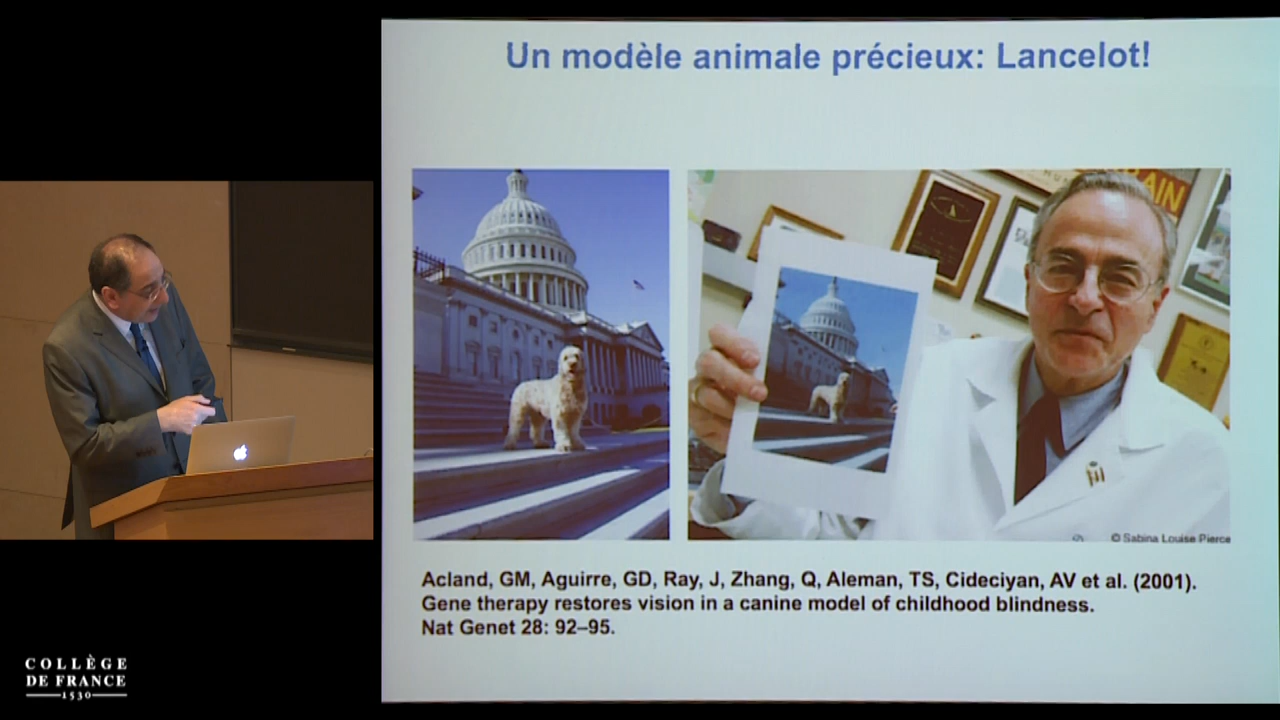 Un modèle animale précieux: Lancelot!
RAIN
© Sabina Louise Pierce
Acland, GM, Aguirre, GD, Ray, J, Zhang, Q, Aleman, TS, Cideciyan, AV et al. (2001).
Gene therapy restores vision in a canine model of childhood blindness.
Nat Genet 28: 92–95.
COLLÈGE
DE FRANCE
1530